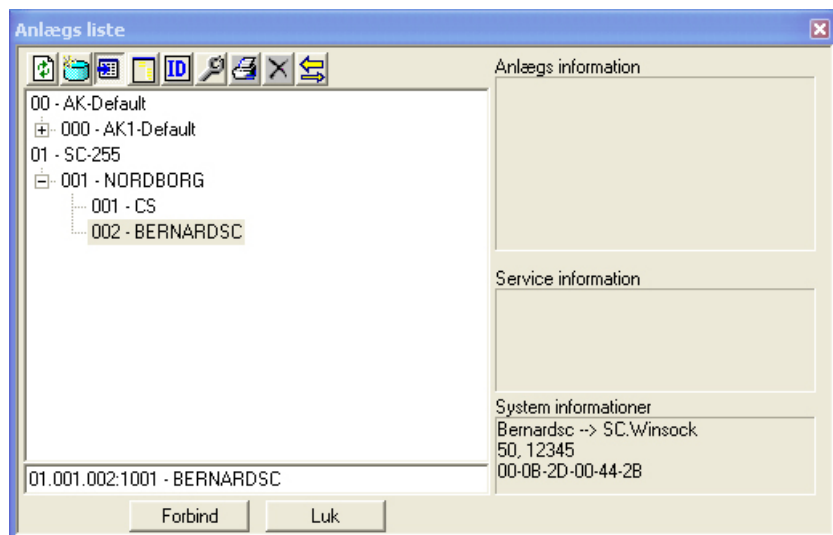 Anlægs liste
ID
00 - AK-Default
000 - AK1-Default
01 - SC-255
001 - NORDBORG
001 - CS
002 - BERNARDSC
01.001.002:1001 - BERNARDSC
Forbind
Luk
Anlægs information
Service information
System informationer
Bernardsc --> SC.Winsock
50, 12345
00-0B-2D-00-44-2B